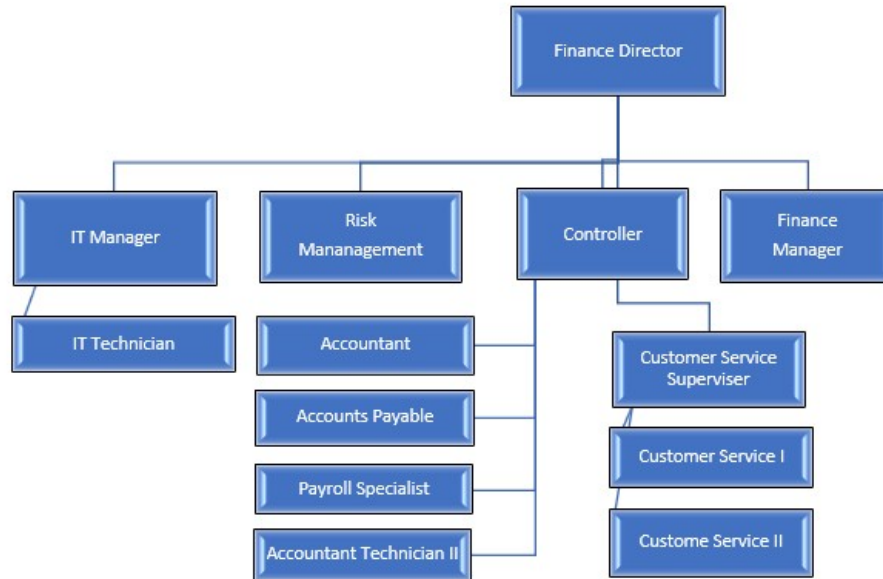 Finance Director
IT Manager
Risk
Mananagement
Controller
Finance
Manager
IT Technician
Accountant
Customer Service
Superviser
Accounts Payable
Customer Service I
Payroll Specialist
Custome Service II
Accountant Technician II